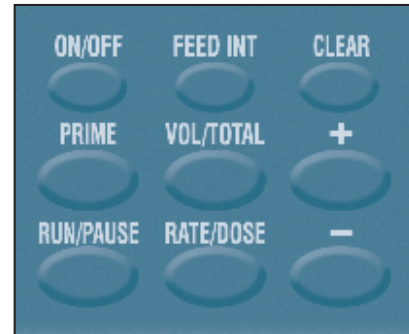 ON/OFF FEED INT CLEAR
PRIME VOL/TOTAL +
RUN/PAUSE RATE/DOSE −